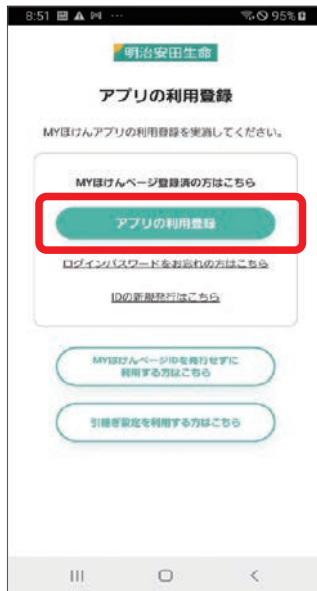 8:51
95%
明治安田生命
アプリの利用登録
MYほけんアプリの利用登録を実施してください。
MYほけんページ登録済の方はこちら
アプリの利用登録
ログインパスワードをお忘れの方はこちら
IDの新規発行はこちら
MYほけんページIDを発行せずに
利用する方はこちら
引継ぎ設定を利用する方はこちら